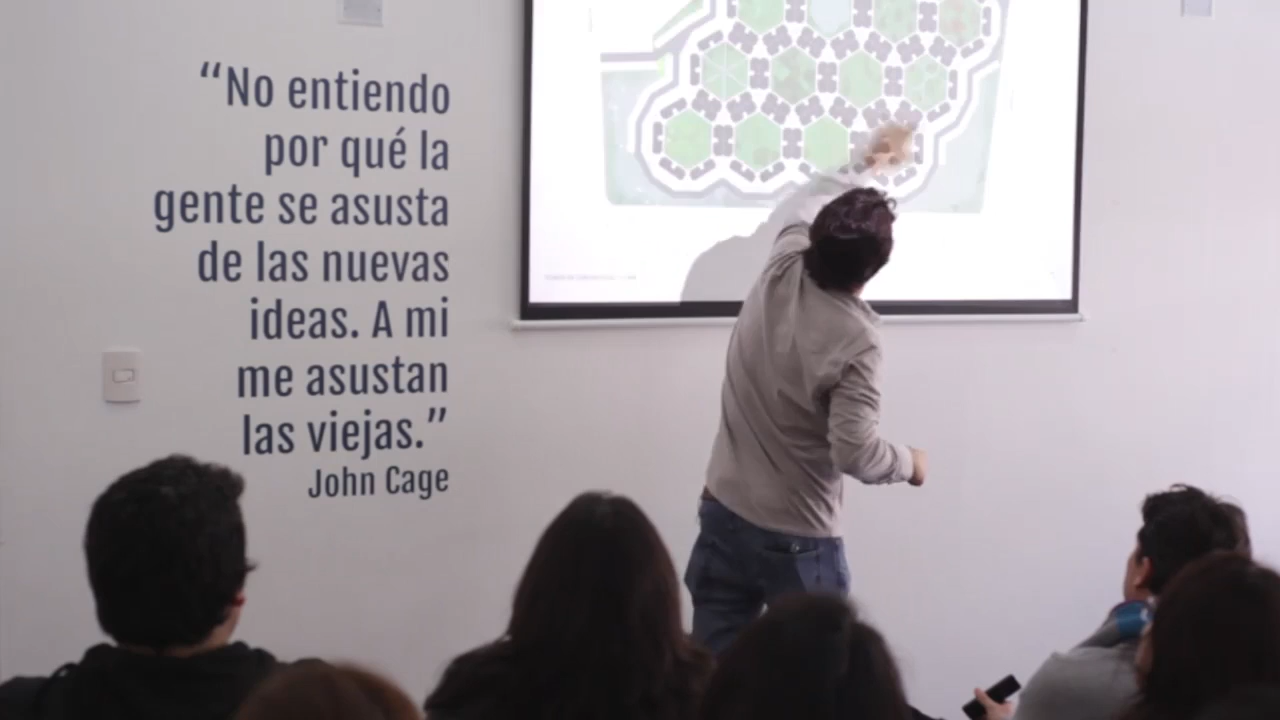 “No entiendo
por qué la
gente se asusta
de las nuevas
ideas. A mi
me asustan
las viejas.”
John Cage